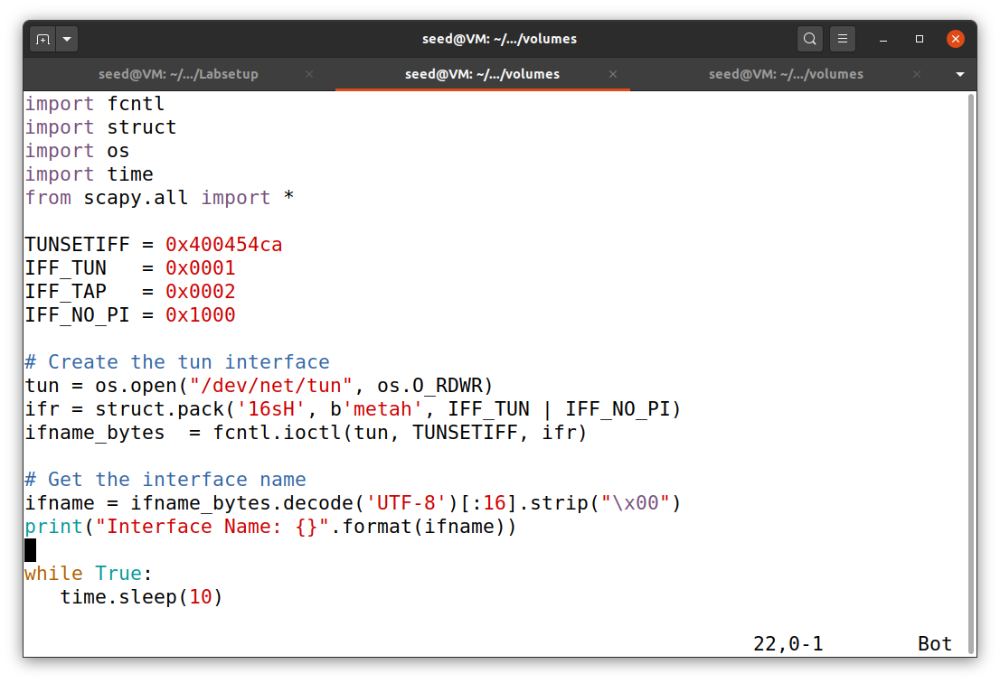 seed@VM: ~/.../volumes
seed@VM: ~/.../Labsetup
seed@VM: ~/.../volumes
seed@VM: ~/.../volumes
import fcntl
import struct
import os
import time
from scapy.all import *

TUNSETIFF = 0x400454ca
IFF_TUN   = 0x0001
IFF_TAP   = 0x0002
IFF_NO_PI = 0x1000

# Create the tun interface
tun = os.open("/dev/net/tun", os.O_RDWR)
ifr = struct.pack('16sH', b'metah', IFF_TUN | IFF_NO_PI)
ifname_bytes  = fcntl.ioctl(tun, TUNSETIFF, ifr)

# Get the interface name
ifname = ifname_bytes.decode('UTF-8')[:16].strip("\x00")
print("Interface Name: {}".format(ifname))

while True:
   time.sleep(10)
22,0-1 Bot